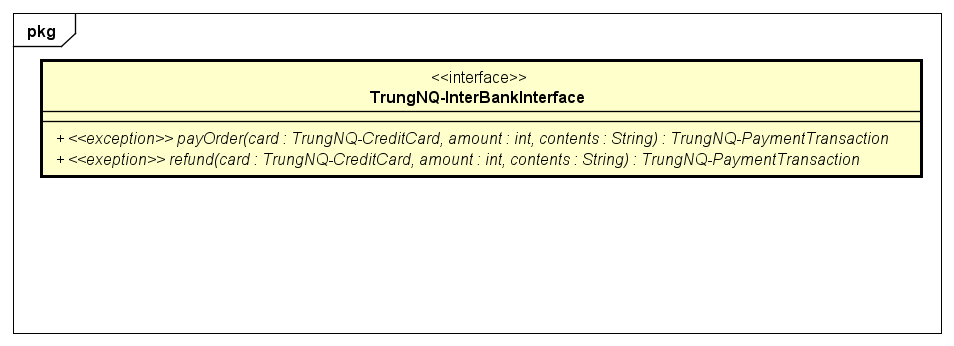 pkg
<<interface>>
TrungNQ-InterBankInterface
+ <<exception>> payOrder(card : TrungNQ-CreditCard, amount : int, contents : String) : TrungNQ-PaymentTransaction
+ <<exeption>> refund(card : TrungNQ-CreditCard, amount : int, contents : String) : TrungNQ-PaymentTransaction